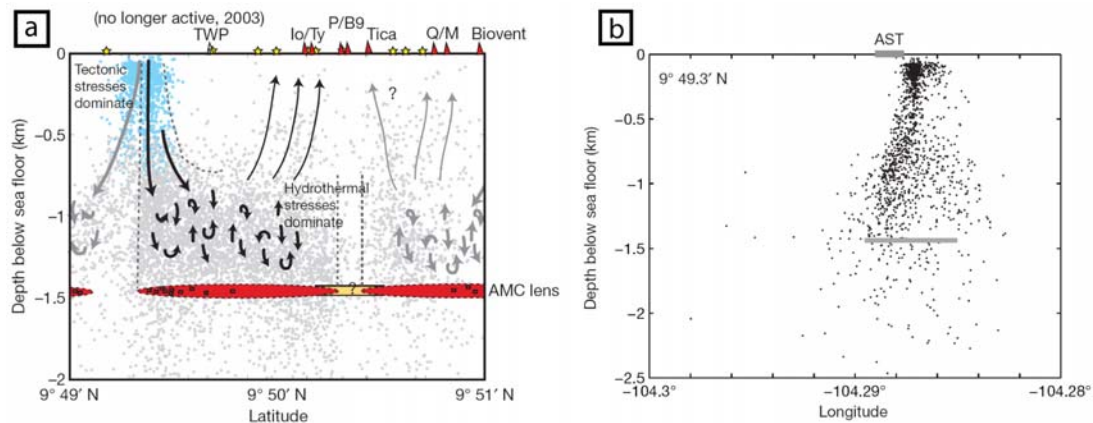 a
(no longer active, 2003)
TWP
Io/Ty
P/B9
Tica
Q/M
Biovent
0
Tectonic
stresses
dominate
?
−0.5
Hydrothermal
stresses
dominate
−1
?
AMC lens
−1.5
−2
Depth below sea floor (km)
9° 49′ N
9° 50′ N
9° 51′ N
Latitude
b
AST
9° 49.3′ N
0
−0.5
−1
−1.5
−2
−2.5
Depth below sea floor (km)
−104.3°
−104.29°
−104.28°
Longitude